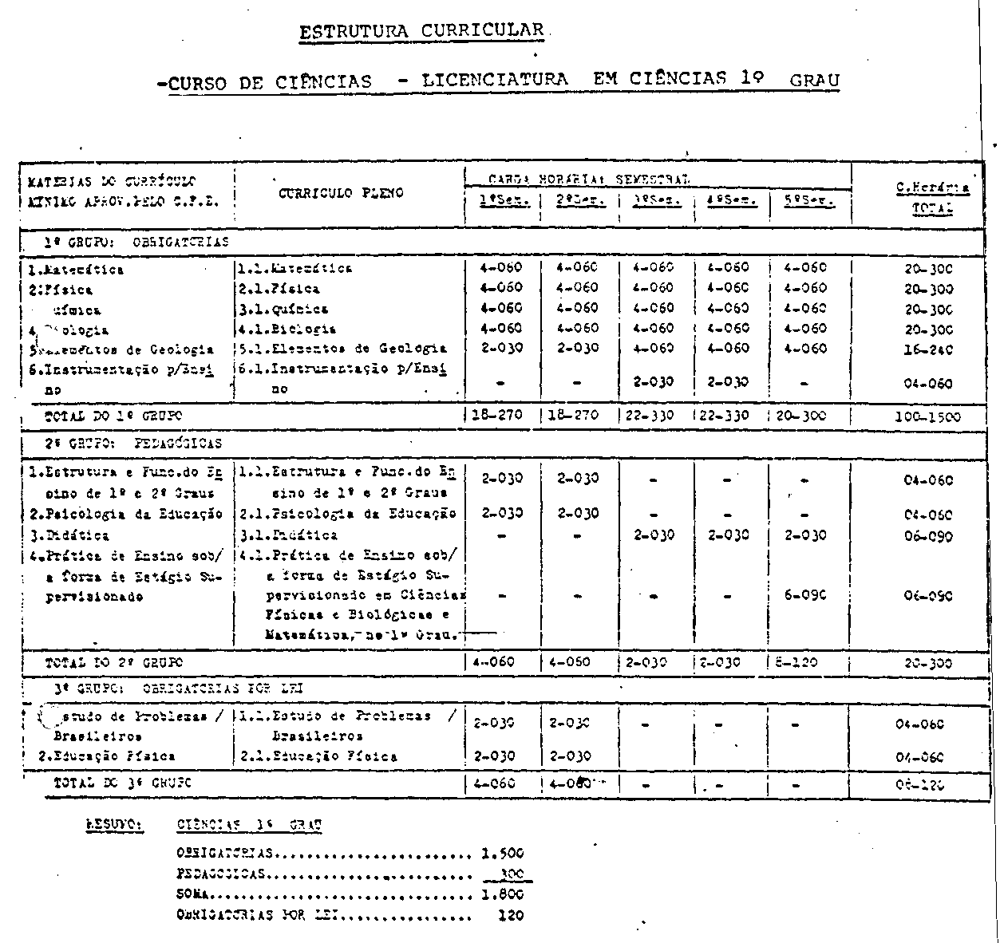 ESTRUTURA CURRICULAR
-CURSO DE CIÊNCIAS - LICENCIATURA EM CIÊNCIAS 1º GRAU
MATERIAS DO CURRÍCULO CURRICULO PLENO CARGA HORÁRIA: SEMESTRAL C.Horária
MINIMO APROV.PELO C.F.E. 1ºSem. 2ºSem. 3ºSem. 4ºSem. 5ºSem. TOTAL
1º GRUPO: OBRIGATORIAS
1.Matemática 1.1.Matemática 4-060 4-060 4-060 4-060 4-060 20-300
2.Física 2.1.Física 4-060 4-060 4-060 4-060 4-060 20-300
uímica 3.1.Química 4-060 4-060 4-060 4-060 4-060 20-300
4 ologia 4.1.Biologia 4-060 4-060 4-060 4-060 4-060 20-300
5.Elementos de Geologia 5.1.Elementos de Geologia 2-030 2-030 4-060 4-060 4-060 16-240
6.Instrumentação p/Ensi 6.1.Instrumentação p/Ensi
no no - - 2-030 2-030 - 04-060
TOTAL DO 1º GRUPO 18-270 18-270 22-330 22-330 20-300 100-1500
2º GRUPO: PEDAGÓGICAS
1.Estrutura e Func.do En 1.1.Estrutura e Func.do En
sino de 1º e 2º Graus sino de 1º e 2º Graus 2-030 2-030 - - - 04-060
2.Psicologia da Educação 2.1.Psicologia da Educação 2-030 2-030 - - - 04-060
3.Didática 3.1.Didática - - 2-030 2-030 2-030 06-090
4.Prática de Ensino sob/ 4.1.Prática de Ensino sob/
a forma de Estágio Su- a forma de Estágio Su-
pervisionado pervisionado em Ciências - - - - 6-090 06-090
Físicas e Biológicas e
Matemática, no 1º Grau.
TOTAL DO 2º GRUPO 4-060 4-060 2-030 2-030 8-120 20-300
3º GRUPO: OBRIGATORIAS POR LEI
studo de Problemas / 1.1.Estudo de Problemas /
Brasileiros Brasileiros 2-030 2-030 - - - 04-060
2.Educação Física 2.1.Educação Física 2-030 2-030 04-060
TOTAL DO 3º GRUPO 4-060 4-060 - - - 08-120
RESUMO: CIÊNCIAS 1º GRAU
OBRIGATORIAS........................ 1.500
PEDAGOGICAS......................... 300
SOMA................................ 1.800
OBRIGATORIAS POR LEI................ 120